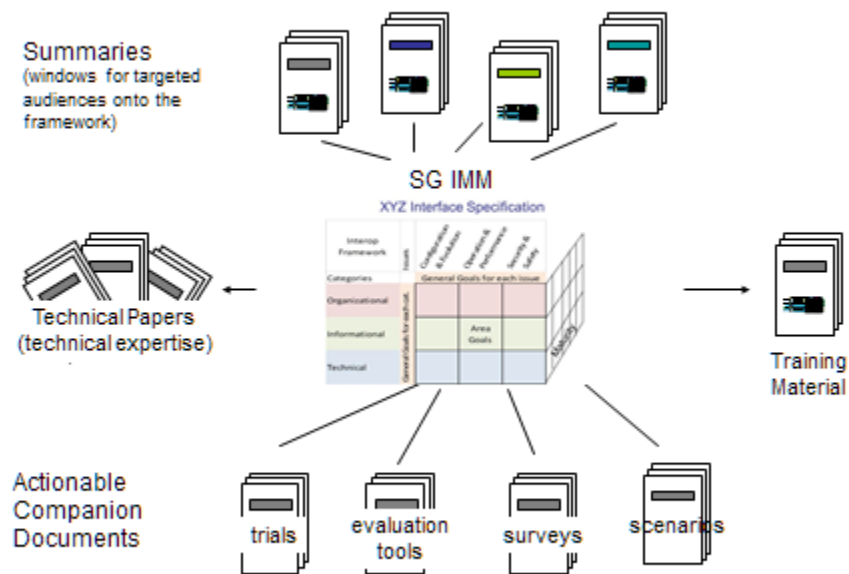 Summaries
(windows for targeted
audiences onto the
framework)
SG IMM
XYZ Interface Specification
Interop
Framework
Issues
Configuration
& Evolution
Operation &
Performance
Security &
Safety
Categories
General Goals for each issue
Organizational
Informational
Technical
General Goals for each cat.
Area
Goals
Maturity
Technical Papers
(technical expertise)
Training
Material
Actionable
Companion
Documents
trials
evaluation
tools
surveys
scenarios